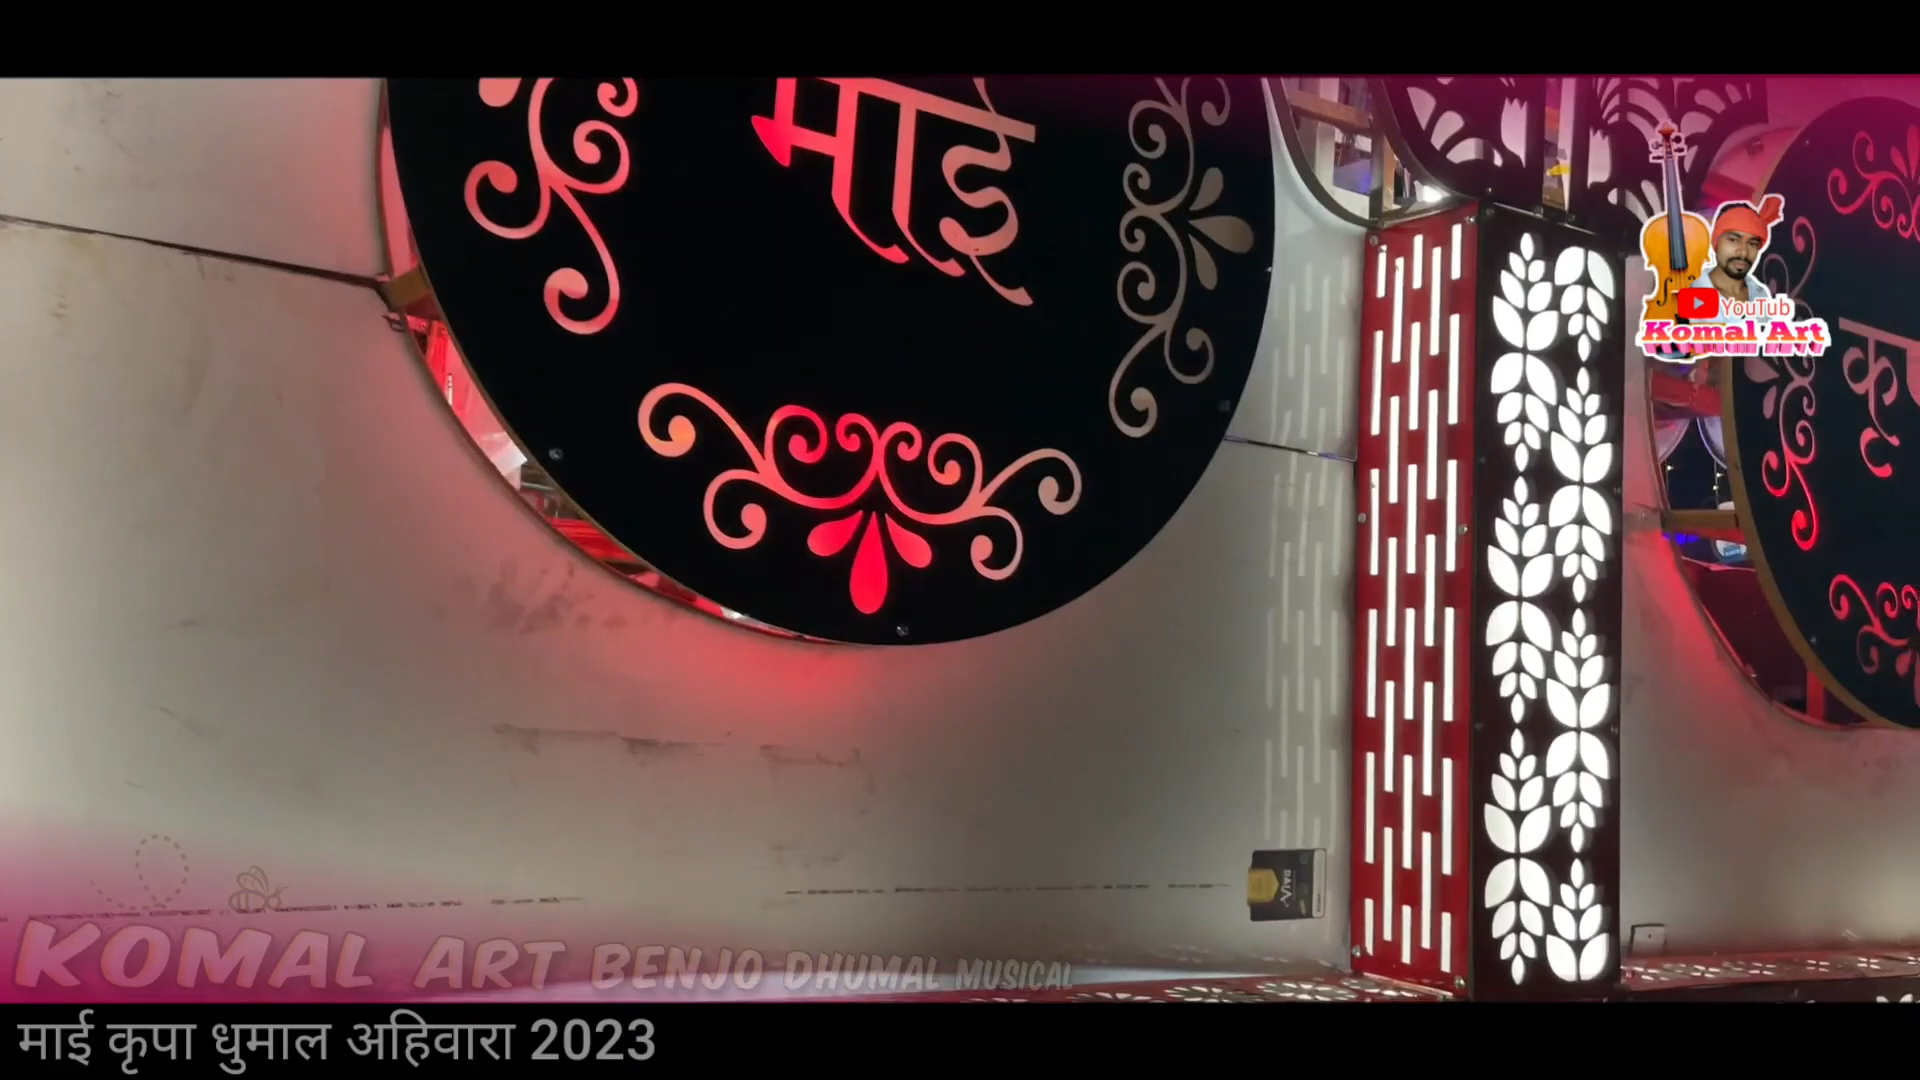 माई
YouTub
Komal Art
कृ
KOMAL ART BENJO DHUMAL MUSICAL
माई कृपा धुमाल अहिवारा 2023